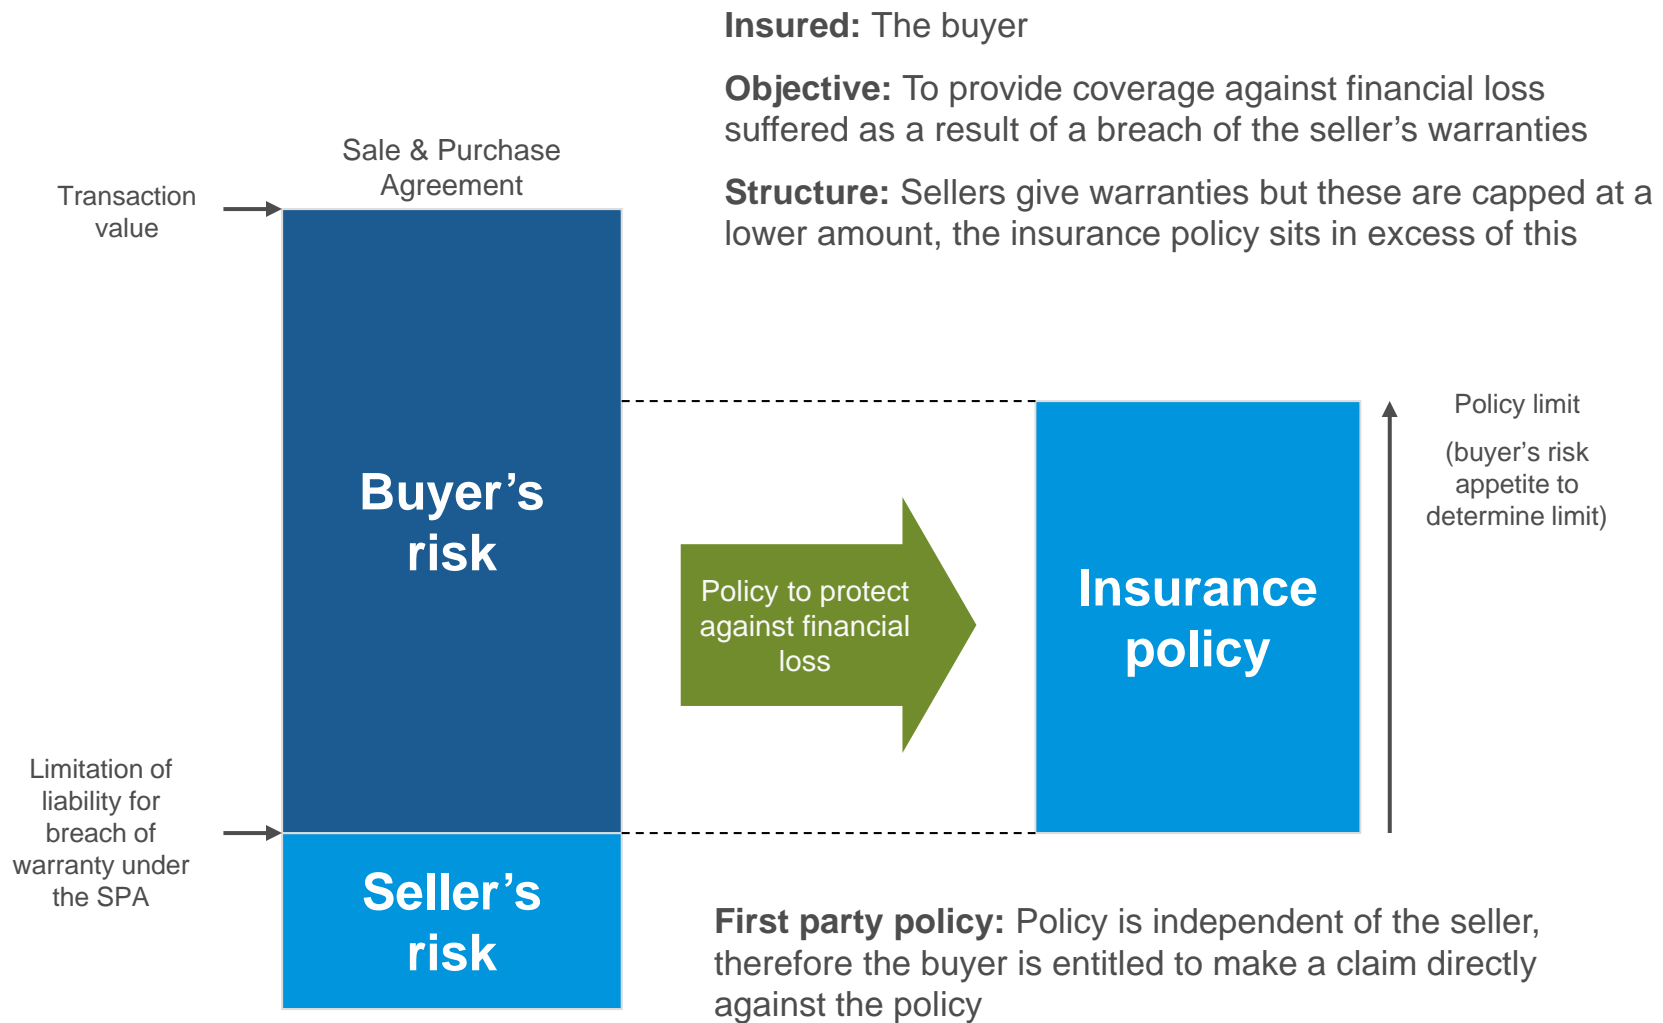 Insured: The buyer
Objective: To provide coverage against financial loss
suffered as a result of a breach of the seller’s warranties
Structure: Sellers give warranties but these are capped at a
lower amount, the insurance policy sits in excess of this
Sale & Purchase
Agreement
Transaction
value
Buyer’s
risk
Policy to protect
against financial
loss
Insurance
policy
Policy limit
(buyer’s risk
appetite to
determine limit)
Limitation of
liability for
breach of
warranty under
the SPA
Seller’s
risk
First party policy: Policy is independent of the seller,
therefore the buyer is entitled to make a claim directly
against the policy